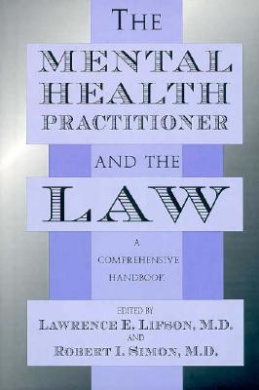 THE
MENTAL
HEALTH
PRACTITIONER
AND THE
LAW
A
COMPREHENSIVE
HANDBOOK
EDITED BY
LAWRENCE E. LIFSON, M.D.
AND
ROBERT I. SIMON, M.D.